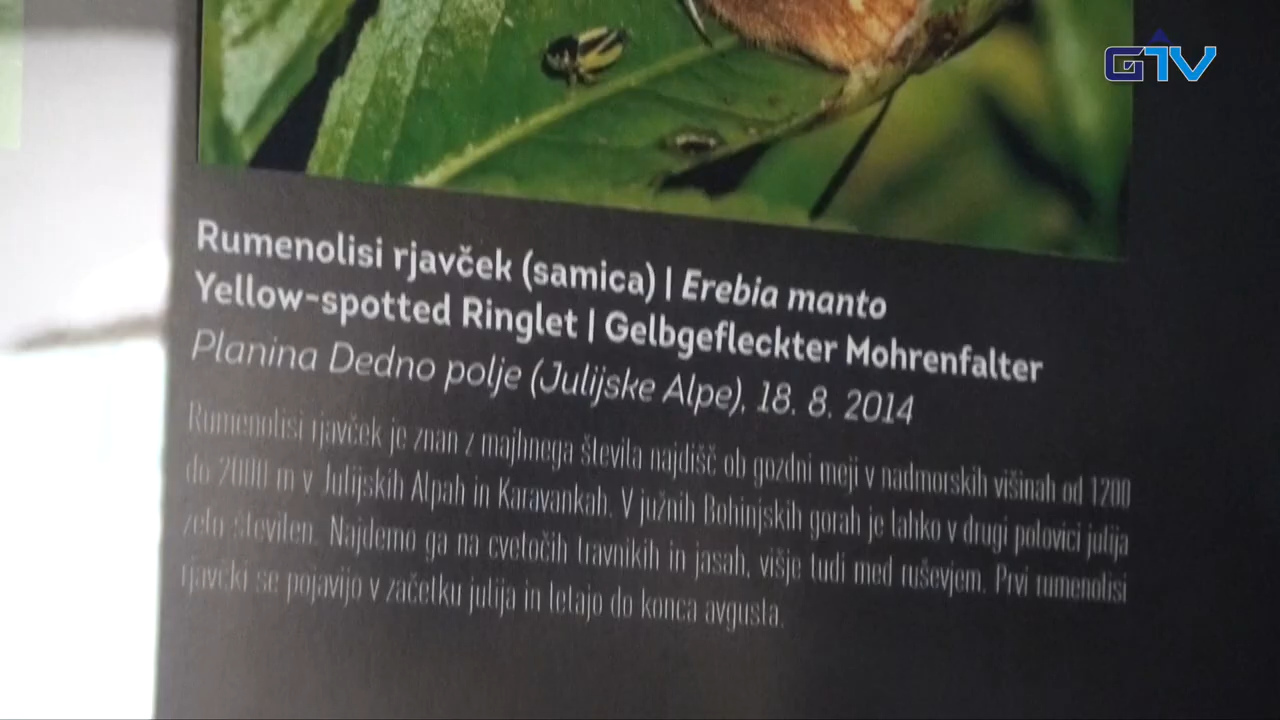 GTV
Rumenolisi rjavček (samica) | Erebia manto
Yellow-spotted Ringlet | Gelbgefleckter Mohrenfalter
Planina Dedno polje (Julijske Alpe), 18. 8. 2014
Rumenolisi rjavček je znan z majhnega števila najdišč ob gozdni meji v nadmorskih višinah od 1200
do 2000 m v Julijskih Alpah in Karavankah. V južnih Bohinjskih gorah je lahko v drugi polovici julija
zelo številen. Najdemo ga na cvetočih travnikih in jasah, višje tudi med ruševjem. Prvi rumenolisi
rjavčki se pojavijo v začetku julija in letajo do konca avgusta.